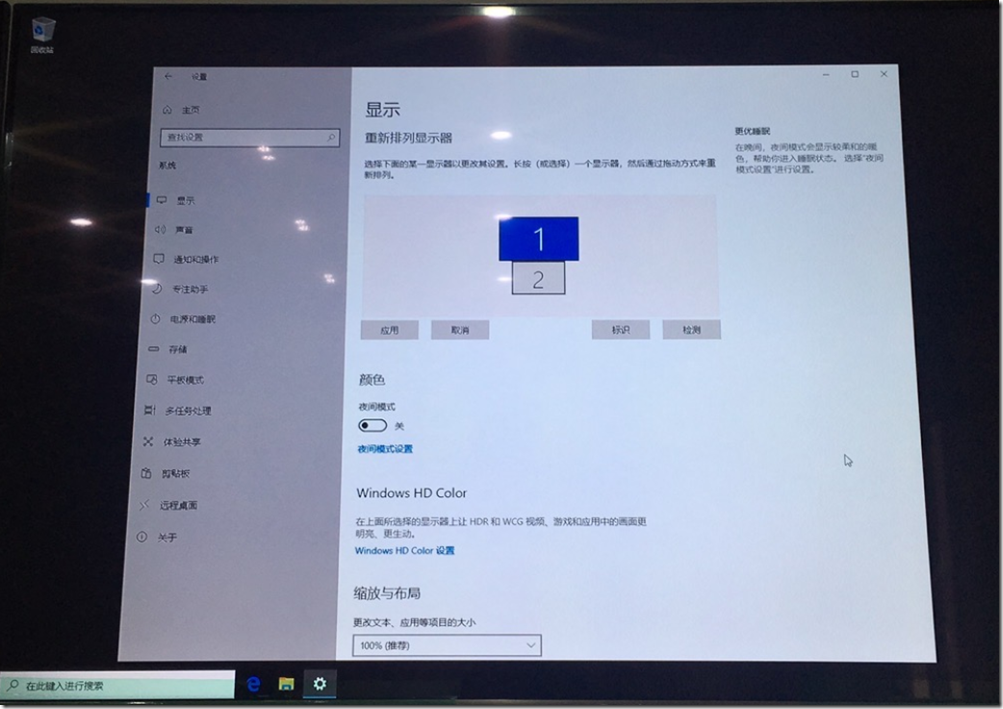 回收站
设置
主页
查找设置
系统
显示
声音
通知和操作
专注助手
电源和睡眠
存储
平板模式
多任务处理
体验共享
剪贴板
远程桌面
关于
显示
重新排列显示器
选择下面的某一显示器以更改其设置。长按（或选择）一个显示器，然后通过拖动方式来重
新排列。
1
2
应用
取消
标识
检测
颜色
夜间模式
关
夜间模式设置
Windows HD Color
在上面所选择的显示器上让 HDR 和 WCG 视频、游戏和应用中的画面更
明亮、更生动。
Windows HD Color 设置
缩放与布局
更改文本、应用等项目的大小
100% (推荐)
更优睡眠
在晚间，夜间模式会显示较柔和的暖
色，帮助你进入睡眠状态。 选择"夜间
模式设置"进行设置。
在此键入进行搜索